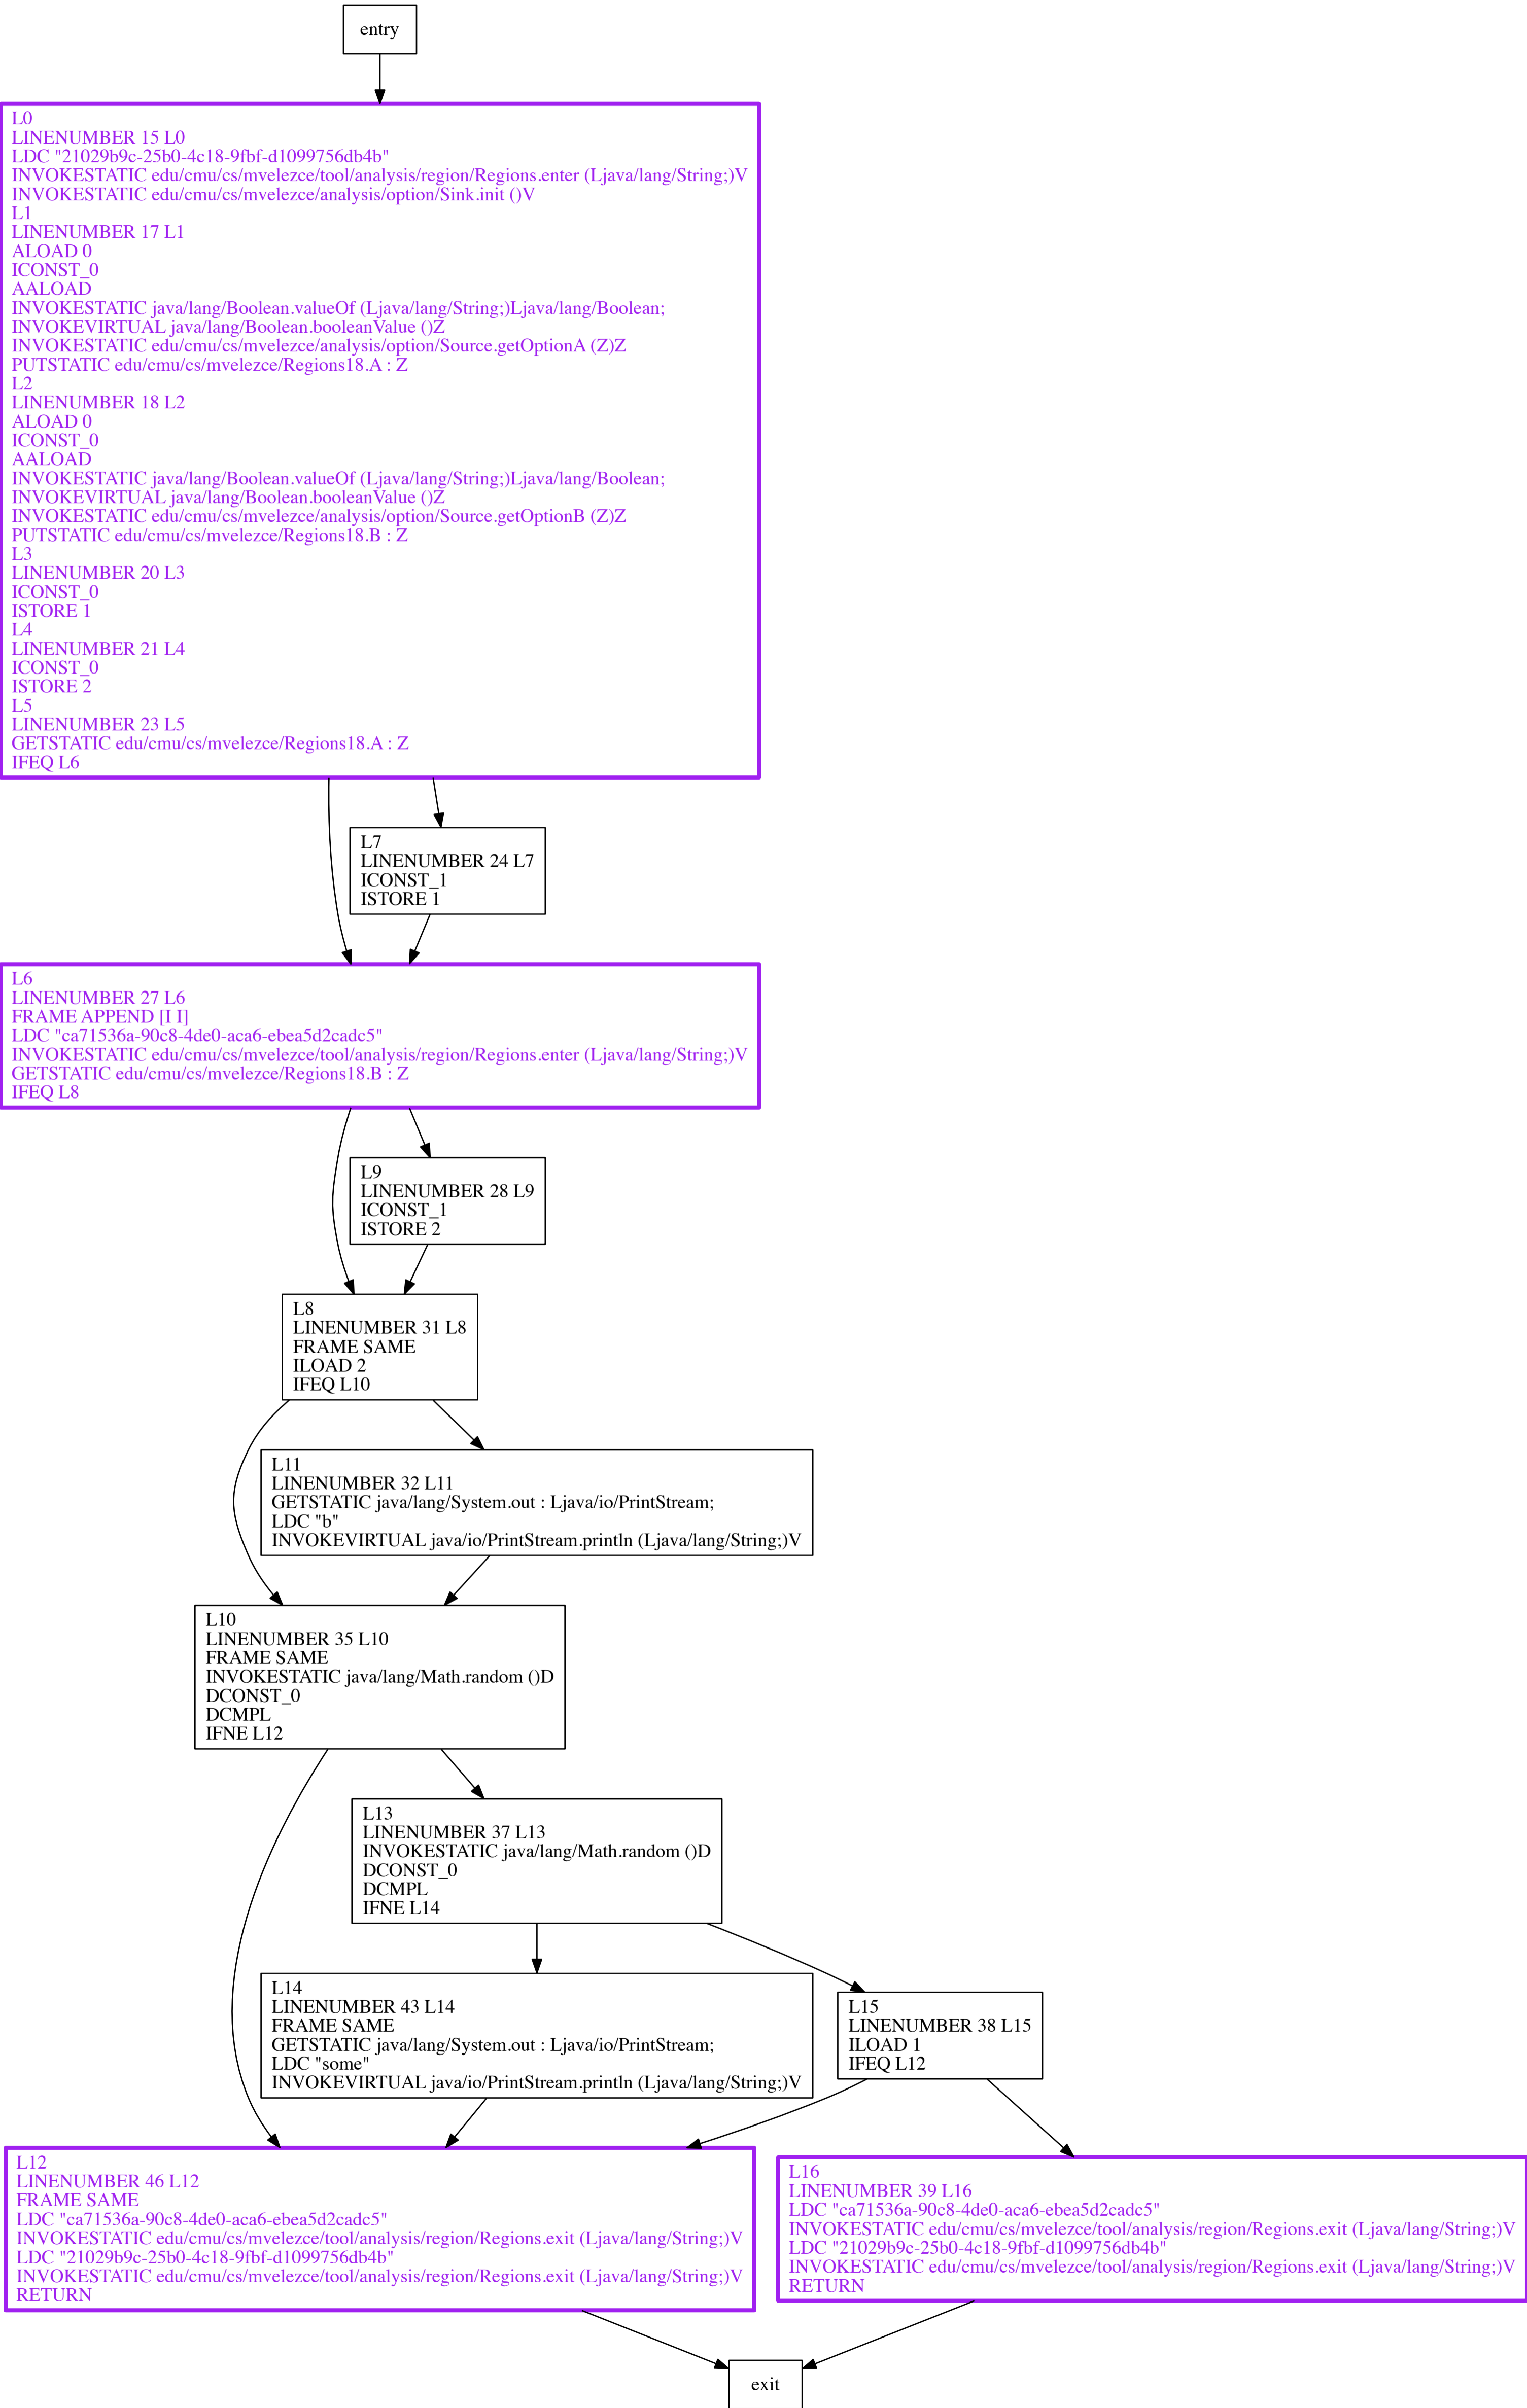 entry
L0
LINENUMBER 15 L0
LDC "21029b9c-25b0-4c18-9fbf-d1099756db4b"
INVOKESTATIC edu/cmu/cs/mvelezce/tool/analysis/region/Regions.enter (Ljava/lang/String;)V
INVOKESTATIC edu/cmu/cs/mvelezce/analysis/option/Sink.init ()V
L1
LINENUMBER 17 L1
ALOAD 0
ICONST_0
AALOAD
INVOKESTATIC java/lang/Boolean.valueOf (Ljava/lang/String;)Ljava/lang/Boolean;
INVOKEVIRTUAL java/lang/Boolean.booleanValue ()Z
INVOKESTATIC edu/cmu/cs/mvelezce/analysis/option/Source.getOptionA (Z)Z
PUTSTATIC edu/cmu/cs/mvelezce/Regions18.A : Z
L2
LINENUMBER 18 L2
ALOAD 0
ICONST_0
AALOAD
INVOKESTATIC java/lang/Boolean.valueOf (Ljava/lang/String;)Ljava/lang/Boolean;
INVOKEVIRTUAL java/lang/Boolean.booleanValue ()Z
INVOKESTATIC edu/cmu/cs/mvelezce/analysis/option/Source.getOptionB (Z)Z
PUTSTATIC edu/cmu/cs/mvelezce/Regions18.B : Z
L3
LINENUMBER 20 L3
ICONST_0
ISTORE 1
L4
LINENUMBER 21 L4
ICONST_0
ISTORE 2
L5
LINENUMBER 23 L5
GETSTATIC edu/cmu/cs/mvelezce/Regions18.A : Z
IFEQ L6
L7
LINENUMBER 24 L7
ICONST_1
ISTORE 1
L6
LINENUMBER 27 L6
FRAME APPEND [I I]
LDC "ca71536a-90c8-4de0-aca6-ebea5d2cadc5"
INVOKESTATIC edu/cmu/cs/mvelezce/tool/analysis/region/Regions.enter (Ljava/lang/String;)V
GETSTATIC edu/cmu/cs/mvelezce/Regions18.B : Z
IFEQ L8
L9
LINENUMBER 28 L9
ICONST_1
ISTORE 2
L8
LINENUMBER 31 L8
FRAME SAME
ILOAD 2
IFEQ L10
L11
LINENUMBER 32 L11
GETSTATIC java/lang/System.out : Ljava/io/PrintStream;
LDC "b"
INVOKEVIRTUAL java/io/PrintStream.println (Ljava/lang/String;)V
L10
LINENUMBER 35 L10
FRAME SAME
INVOKESTATIC java/lang/Math.random ()D
DCONST_0
DCMPL
IFNE L12
L13
LINENUMBER 37 L13
INVOKESTATIC java/lang/Math.random ()D
DCONST_0
DCMPL
IFNE L14
L14
LINENUMBER 43 L14
FRAME SAME
GETSTATIC java/lang/System.out : Ljava/io/PrintStream;
LDC "some"
INVOKEVIRTUAL java/io/PrintStream.println (Ljava/lang/String;)V
L15
LINENUMBER 38 L15
ILOAD 1
IFEQ L12
L12
LINENUMBER 46 L12
FRAME SAME
LDC "ca71536a-90c8-4de0-aca6-ebea5d2cadc5"
INVOKESTATIC edu/cmu/cs/mvelezce/tool/analysis/region/Regions.exit (Ljava/lang/String;)V
LDC "21029b9c-25b0-4c18-9fbf-d1099756db4b"
INVOKESTATIC edu/cmu/cs/mvelezce/tool/analysis/region/Regions.exit (Ljava/lang/String;)V
RETURN
L16
LINENUMBER 39 L16
LDC "ca71536a-90c8-4de0-aca6-ebea5d2cadc5"
INVOKESTATIC edu/cmu/cs/mvelezce/tool/analysis/region/Regions.exit (Ljava/lang/String;)V
LDC "21029b9c-25b0-4c18-9fbf-d1099756db4b"
INVOKESTATIC edu/cmu/cs/mvelezce/tool/analysis/region/Regions.exit (Ljava/lang/String;)V
RETURN
exit